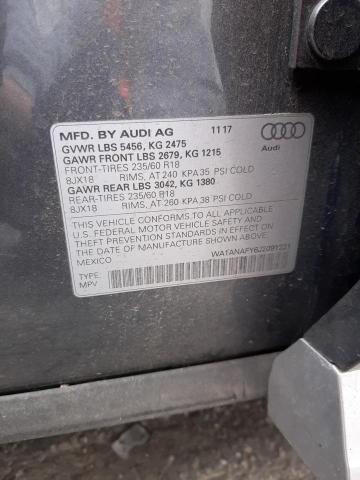 MFD. BY AUDI AG 11 17
GVWR LBS 5456, KG 2475
GAWR FRONT LBS 2679, KG 1215
FRONT-TIRES 235/60 R18
8JX18 RIMS, AT 240 KPA 35 PSI COLD
GAWR REAR LBS 3042, KG 1380
REAR-TIRES 235/60 R18
8JX18 RIMS, AT 260 KPA 38 PSI COLD
Audi
THIS VEHICLE CONFORMS TO ALL APPLICABLE
U.S. FEDERAL MOTOR VEHICLE SAFETY AND
THEFT PREVENTION STANDARDS IN EFFECT ON
THE DATE OF MANUFACTURE SHOWN ABOVE
MEXICO
TYPE:
MPV